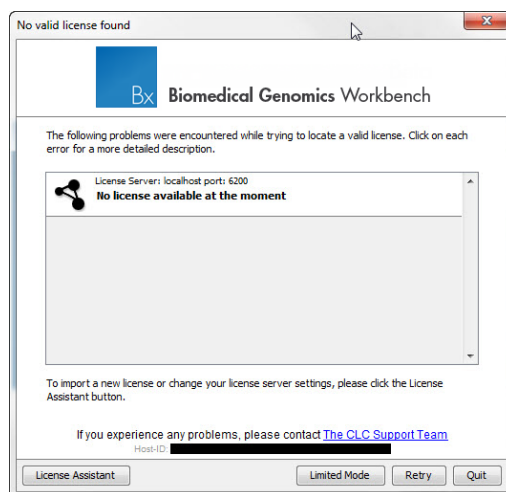 No valid license found
Bx Biomedical Genomics Workbench
The following problems were encountered while trying to locate a valid license. Click on each
error for a more detailed description.
License Server: localhost port: 6200
No license available at the moment
To import a new license or change your license server settings, please click the License
Assistant button.
If you experience any problems, please contact The CLC Support Team
Host-ID:
License Assistant
Limited Mode
Retry
Quit